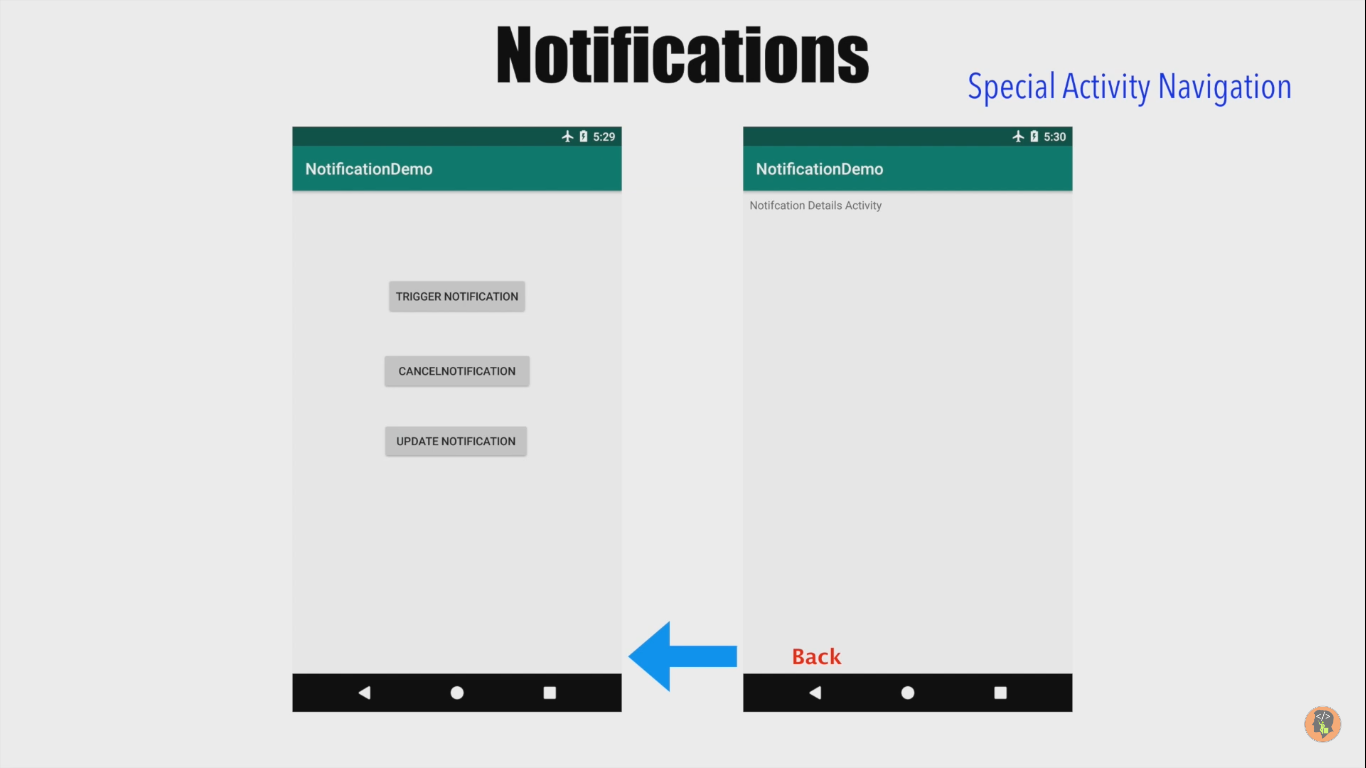 Notifications
Special Activity Navigation
5:29
NotificationDemo
TRIGGER NOTIFICATION
CANCELNOTIFICATION
UPDATE NOTIFICATION
5:30
NotificationDemo
Notifcation Details Activity
Back
</>